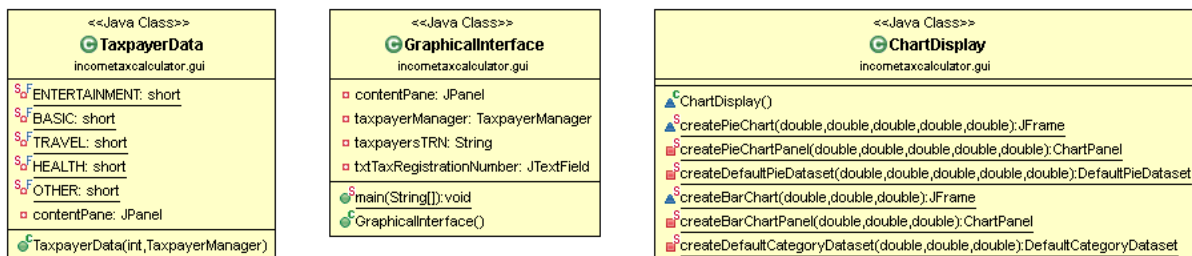 <<Java Class>>
TaxpayerData
incometaxcalculator.gui
ENTERTAINMENT: short
BASIC: short
TRAVEL: short
HEALTH: short
OTHER: short
contentPane: JPanel
TaxpayerData(int,TaxpayerManager)
<<Java Class>>
GraphicalInterface
incometaxcalculator.gui
contentPane: JPanel
taxpayerManager: TaxpayerManager
taxpayersTRN: String
txtTaxRegistrationNumber: JTextField
main(String[]):void
GraphicalInterface()
<<Java Class>>
ChartDisplay
incometaxcalculator.gui
ChartDisplay()
createPieChart(double,double,double,double,double):JFrame
createPieChartPanel(double,double,double,double,double):ChartPanel
createDefaultPieDataset(double,double,double,double,double):DefaultPieDataset
createBarChart(double,double,double):JFrame
createBarChartPanel(double,double,double):ChartPanel
createDefaultCategoryDataset(double,double,double):DefaultCategoryDataset